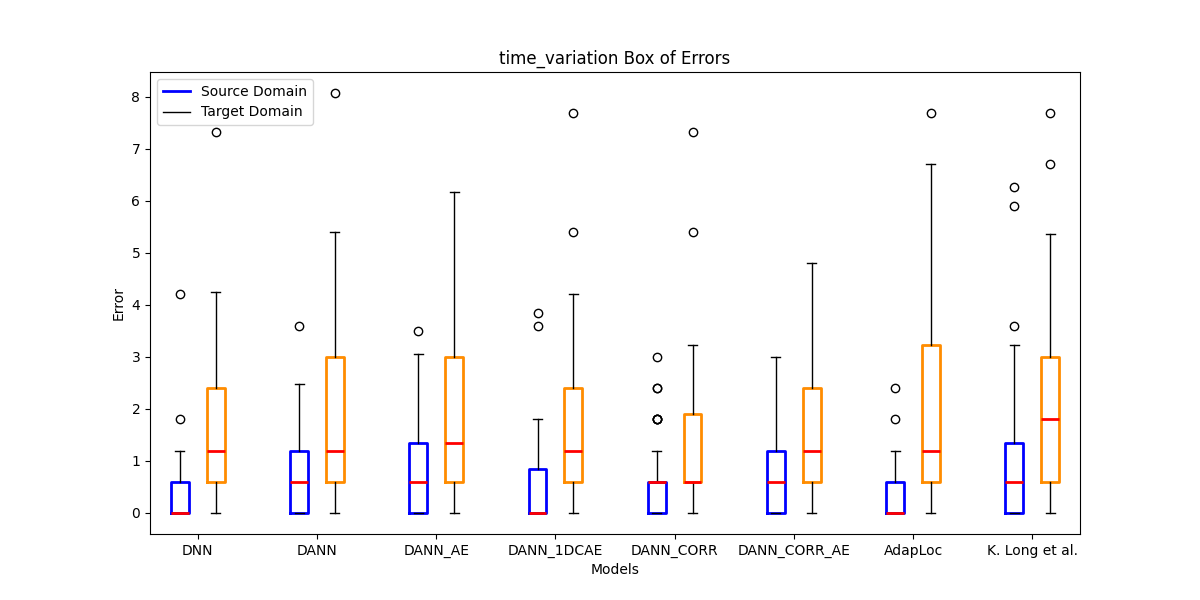 time_variation Box of Errors
Source Domain
Target Domain
Error
8
7
6
5
4
3
2
1
0
DNN
DANN
DANN_AE
DANN_1DCAE
DANN_CORR
DANN_CORR_AE
AdapLoc
K. Long et al.
Models